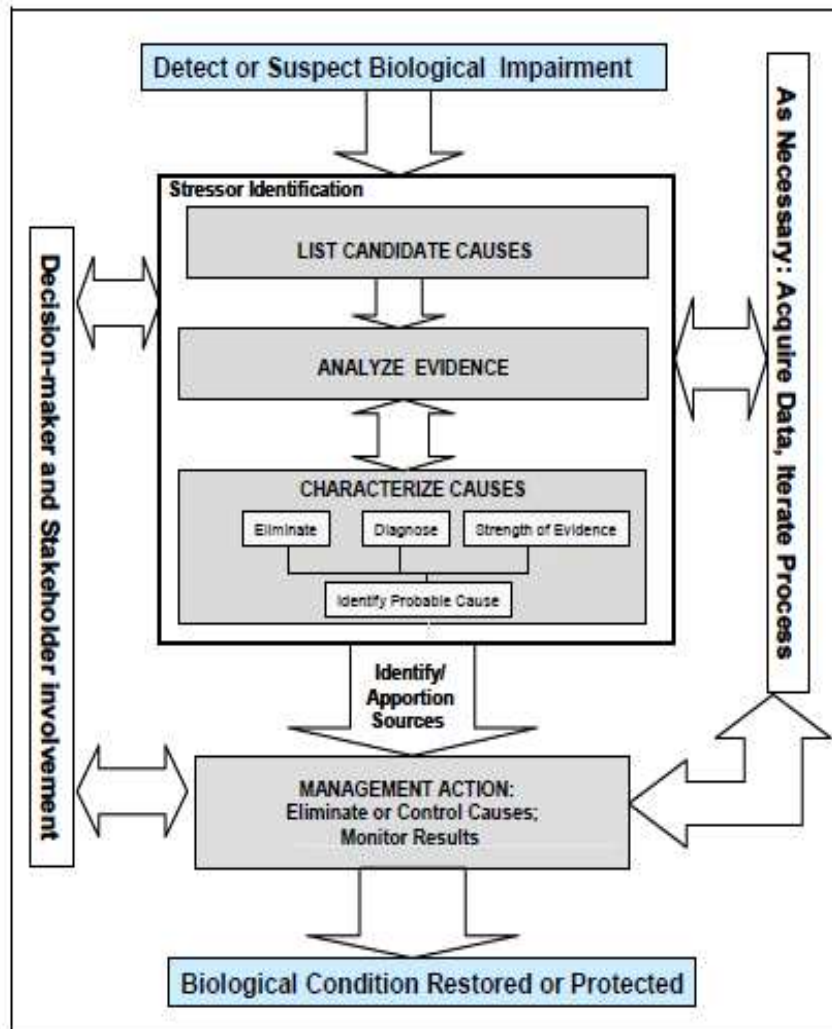 Detect or Suspect Biological Impairment
Stressor Identification
LIST CANDIDATE CAUSES
ANALYZE EVIDENCE
CHARACTERIZE CAUSES
Eliminate
Diagnose
Strength of Evidence
Identify Probable Cause
Decision-maker and Stakeholder involvement
As Necessary: Acquire Data, Iterate Process
Identify/
Apportion
Sources
MANAGEMENT ACTION:
Eliminate or Control Causes;
Monitor Results
Biological Condition Restored or Protected